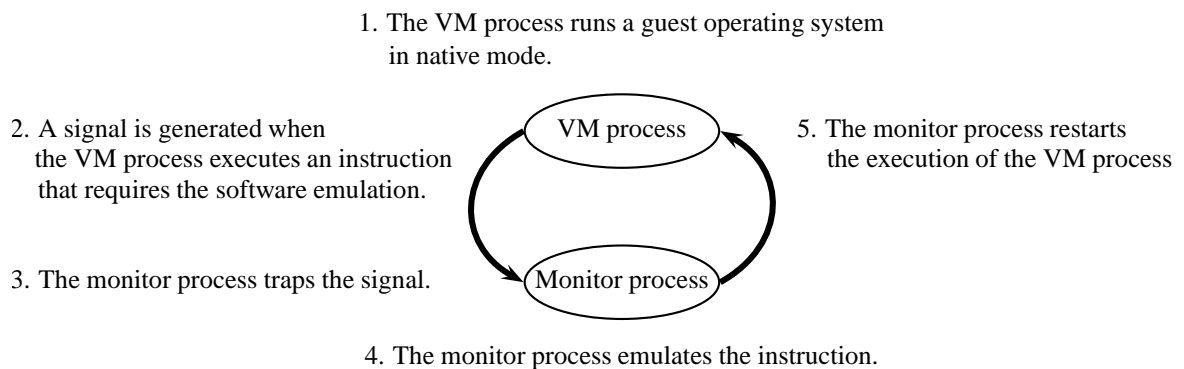 1. The VM process runs a guest operating system
in native mode.
2. A signal is generated when
the VM process executes an instruction
that requires the software emulation.
VM process
5. The monitor process restarts
the execution of the VM process
3. The monitor process traps the signal.
Monitor process
4. The monitor process emulates the instruction.